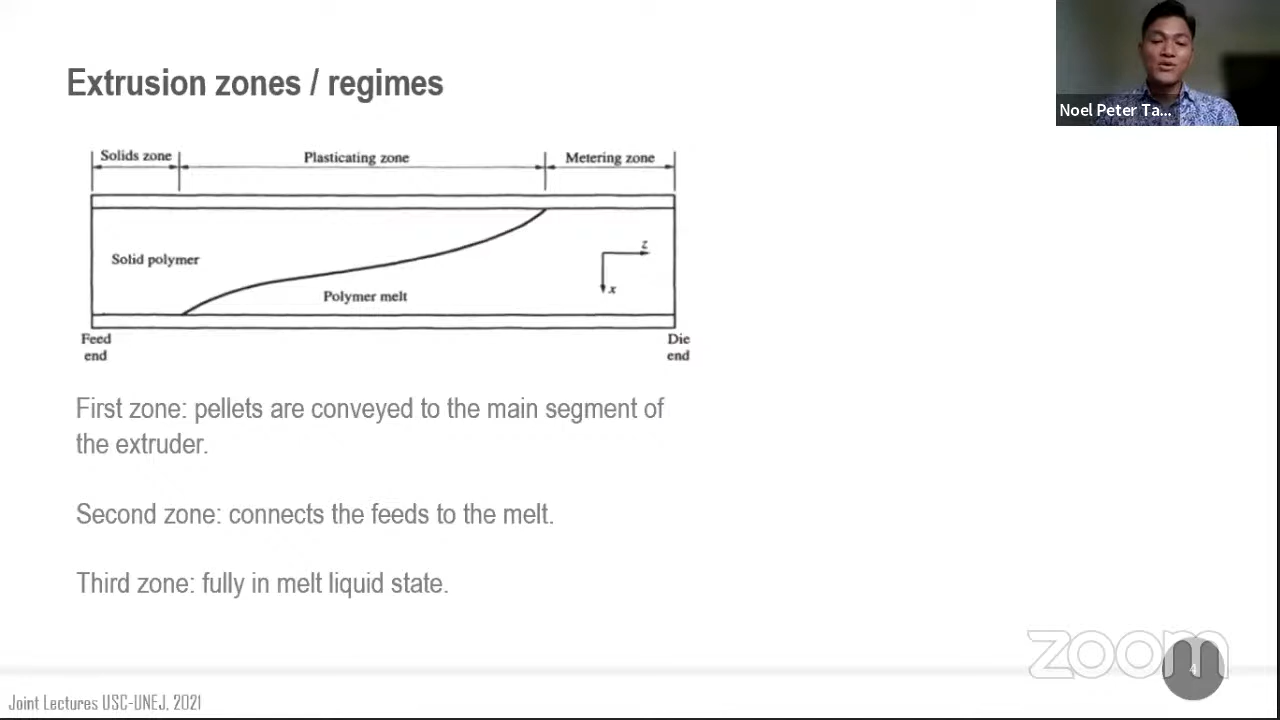 Extrusion zones / regimes
Noel Peter Ta...
Solids zone
Plasticating zone
Metering zone
Solid polymer
z
x
Polymer melt
Feed
end
Die
end
First zone: pellets are conveyed to the main segment of
the extruder.
Second zone: connects the feeds to the melt.
Third zone: fully in melt liquid state.
zoom
4
Joint Lectures USC-UNEJ, 2021